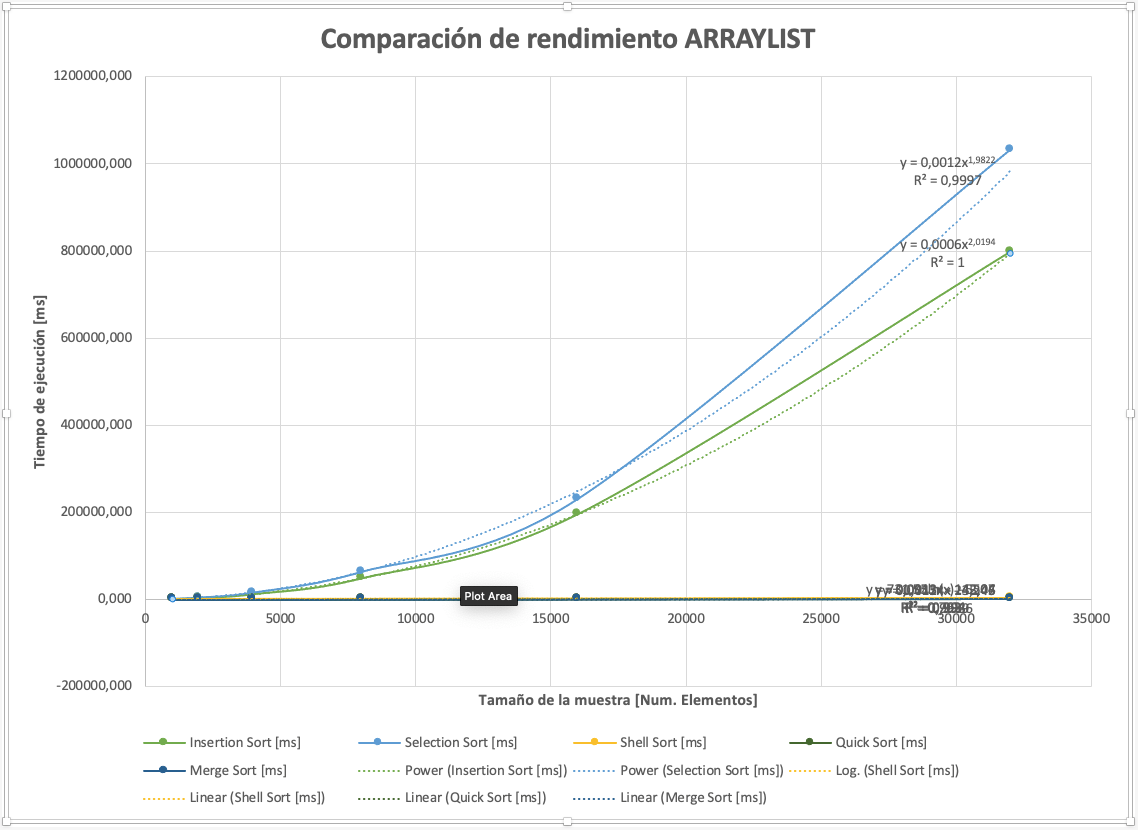 Comparación de rendimiento ARRAYLIST
1200000,000
1000000,000
800000,000
600000,000
400000,000
200000,000
0,000
-200000,000
Tiempo de ejecución [ms]
y = 0,0012x^1,9822
R² = 0,9997
y = 0,0006x^2,0194
R² = 1
Plot Area
0 5000 10000 15000 20000 25000 30000 35000
Tamaño de la muestra [Num. Elementos]
Insertion Sort [ms] Selection Sort [ms] Shell Sort [ms] Quick Sort [ms]
Merge Sort [ms] Power (Insertion Sort [ms]) Power (Selection Sort [ms]) Log. (Shell Sort [ms])
Linear (Shell Sort [ms]) Linear (Quick Sort [ms]) Linear (Merge Sort [ms])